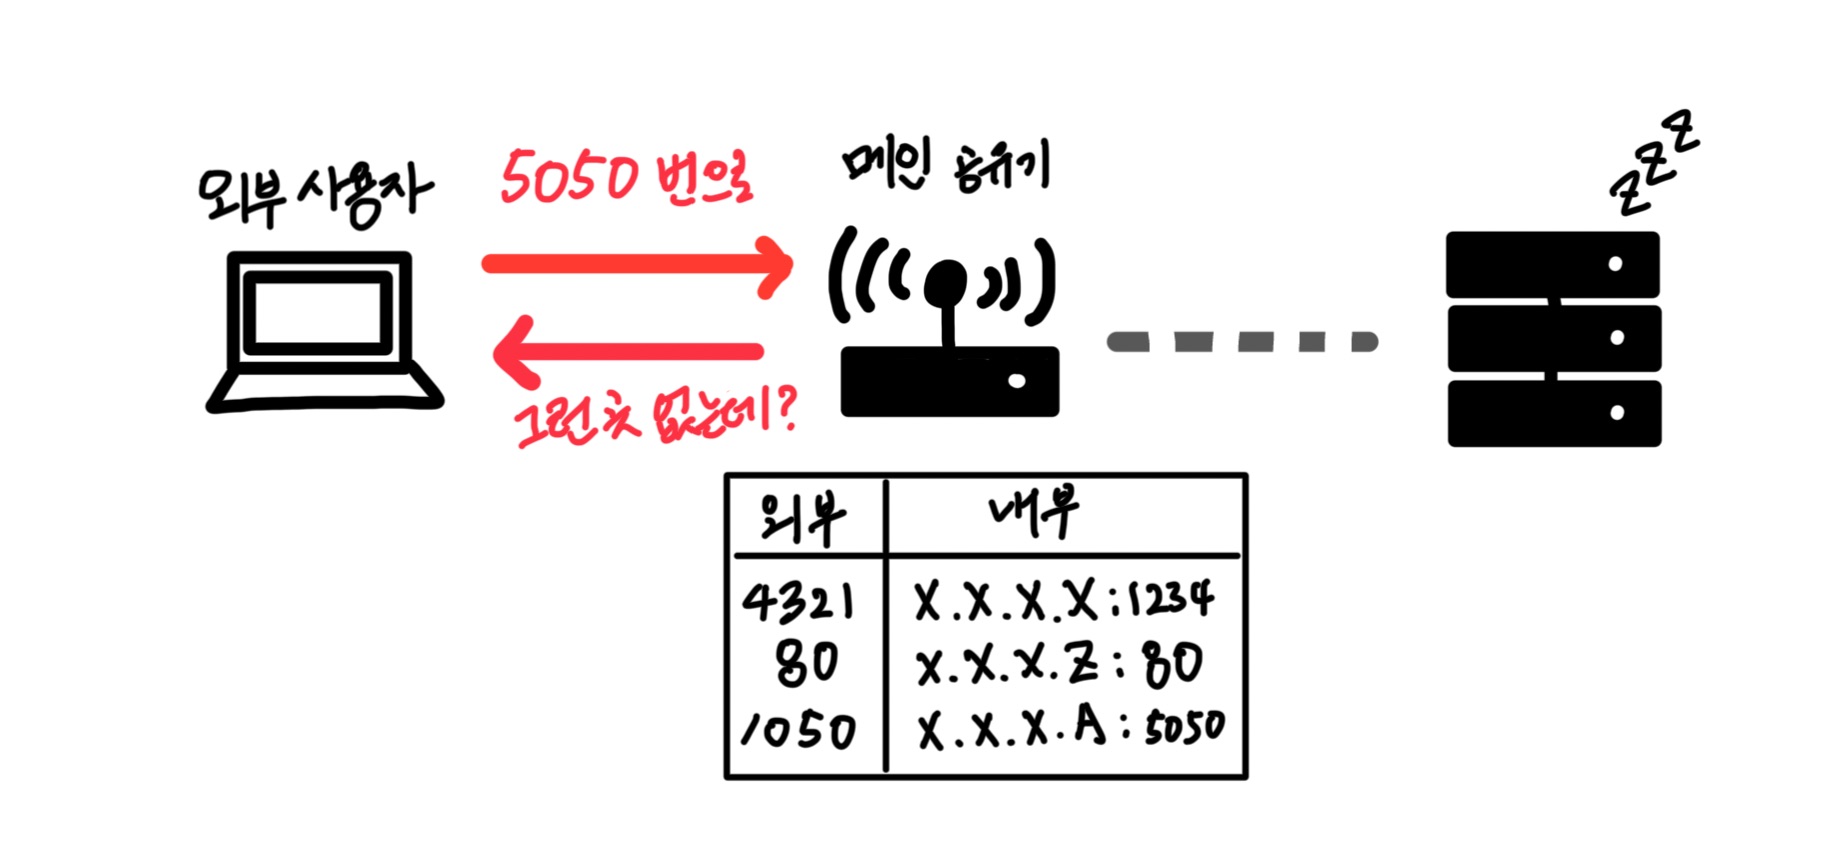 외부 사용자
5050 번으로
메인 공유기
zzz
그런 곳 없는데?
외부 내부
4321 X.X.X.X:1234
80 X.X.X.Z:80
1050 X.X.X.A:5050